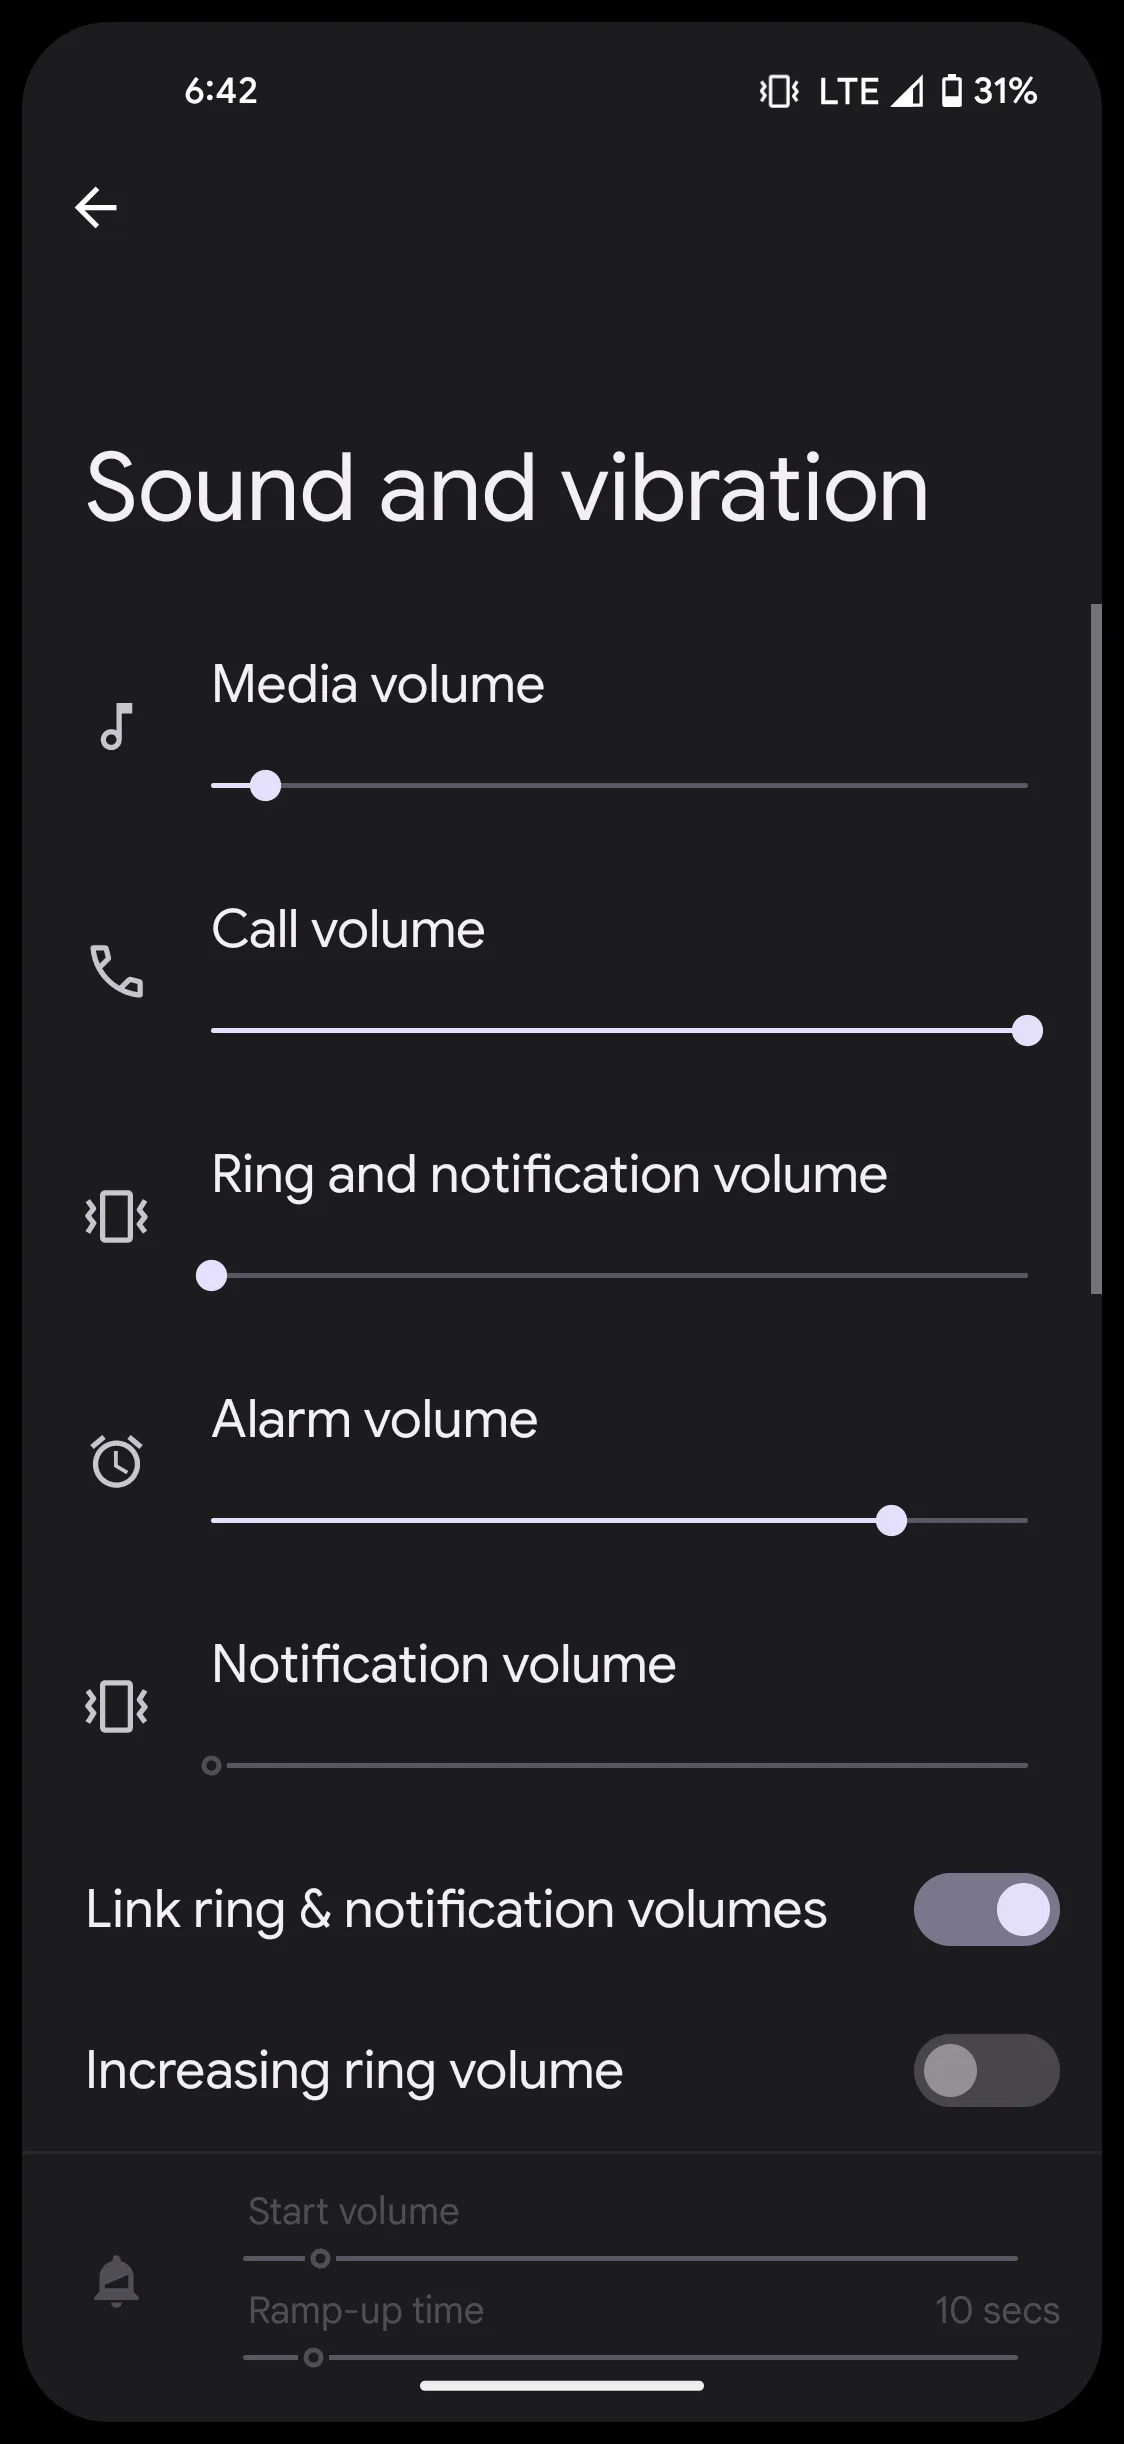 6:42 LTE 31%
Sound and vibration
Media volume
Call volume
Ring and notification volume
Alarm volume
Notification volume
Link ring & notification volumes
Increasing ring volume
Start volume
Ramp-up time 10 secs